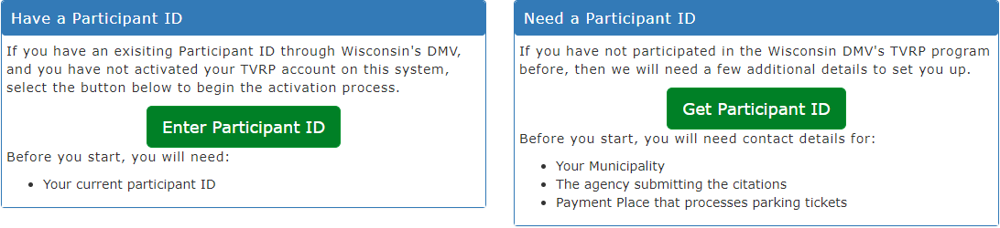 Have a Participant ID
If you have an exisiting Participant ID through Wisconsin's DMV,
and you have not activated your TVRP account on this system,
select the button below to begin the activation process.
Enter Participant ID
Before you start, you will need:
• Your current participant ID
Need a Participant ID
If you have not participated in the Wisconsin DMV's TVRP program
before, then we will need a few additional details to set you up.
Get Participant ID
Before you start, you will need contact details for:
• Your Municipality
• The agency submitting the citations
• Payment Place that processes parking tickets